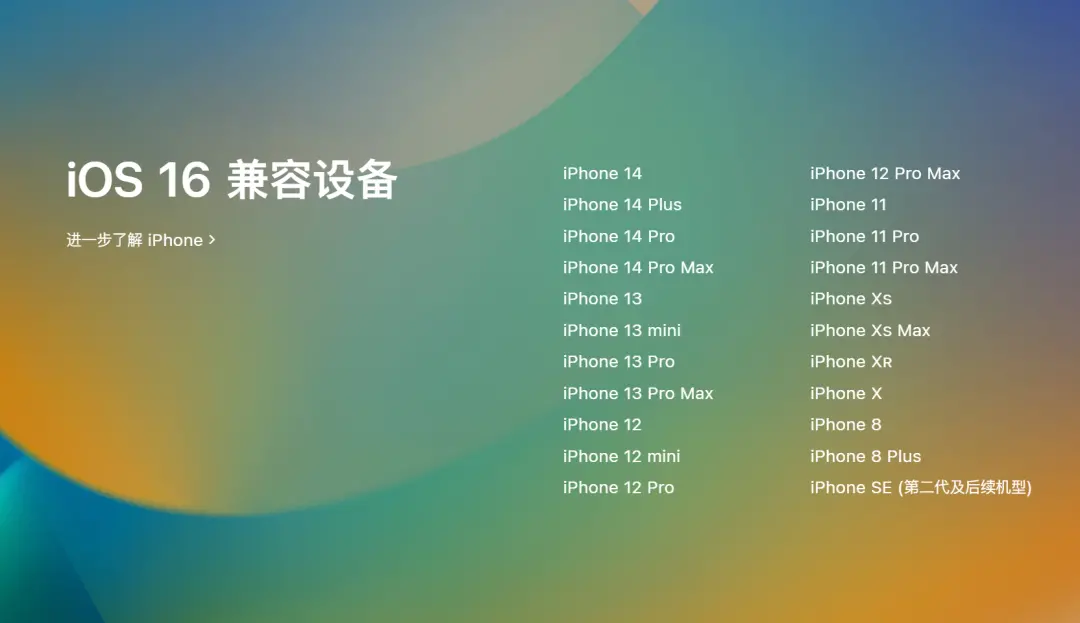 iOS 16 兼容设备
进一步了解 iPhone >
iPhone 14
iPhone 14 Plus
iPhone 14 Pro
iPhone 14 Pro Max
iPhone 13
iPhone 13 mini
iPhone 13 Pro
iPhone 13 Pro Max
iPhone 12
iPhone 12 mini
iPhone 12 Pro
iPhone 12 Pro Max
iPhone 11
iPhone 11 Pro
iPhone 11 Pro Max
iPhone Xs
iPhone Xs Max
iPhone XR
iPhone X
iPhone 8
iPhone 8 Plus
iPhone SE (第二代及后续机型)